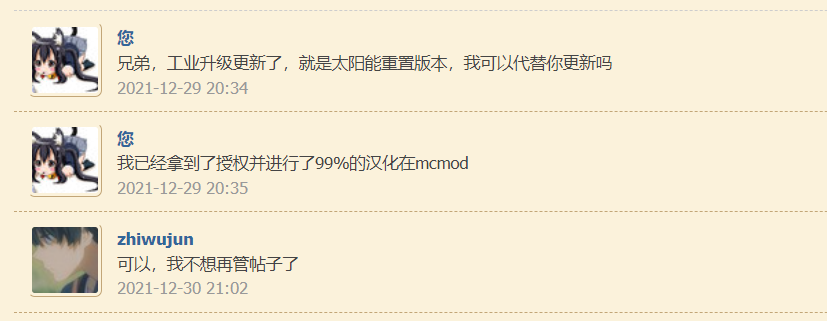 您
兄弟，工业升级更新了，就是太阳能重置版本，我可以代替你更新吗
2021-12-29 20:34
您
我已经拿到了授权并进行了99%的汉化在mcmod
2021-12-29 20:35
zhiwujun
可以，我不想再管帖子了
2021-12-30 21:02